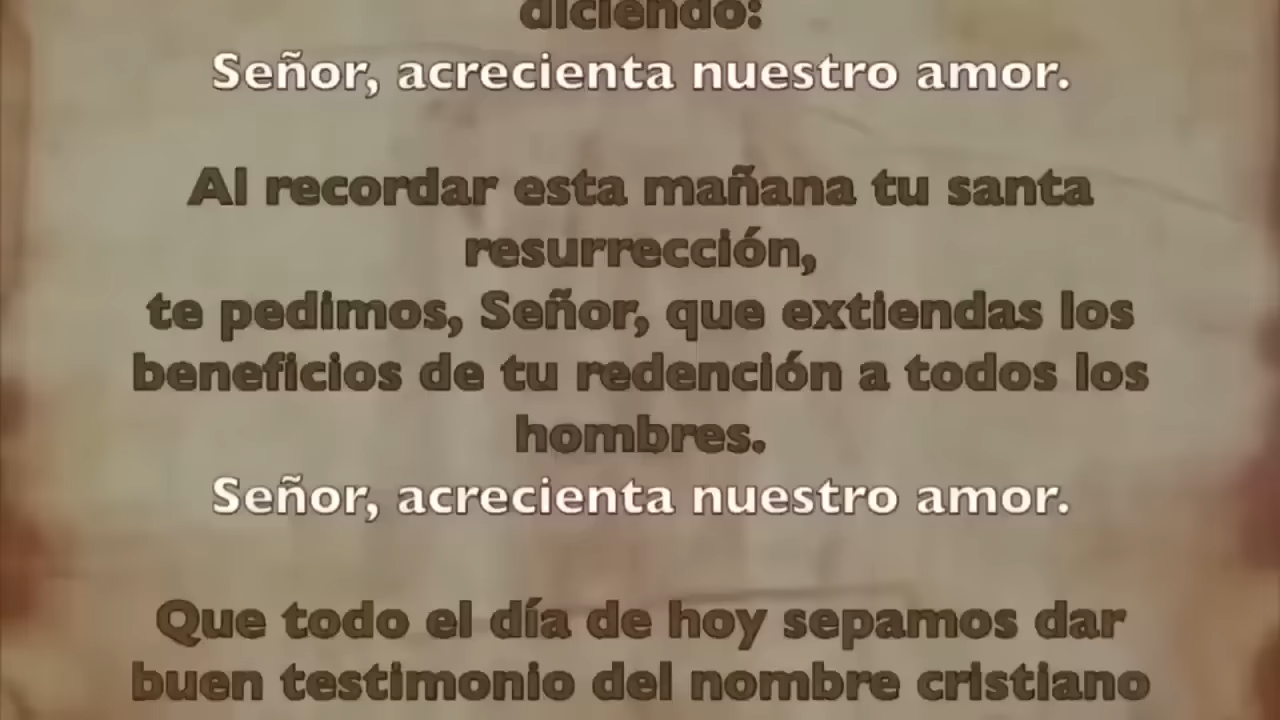 diciendo:
Señor, acrecienta nuestro amor.
Al recordar esta mañana tu santa
resurrección,
te pedimos, Señor, que extiendas los
beneficios de tu redención a todos los
hombres.
Señor, acrecienta nuestro amor.
Que todo el día de hoy sepamos dar
buen testimonio del nombre cristiano